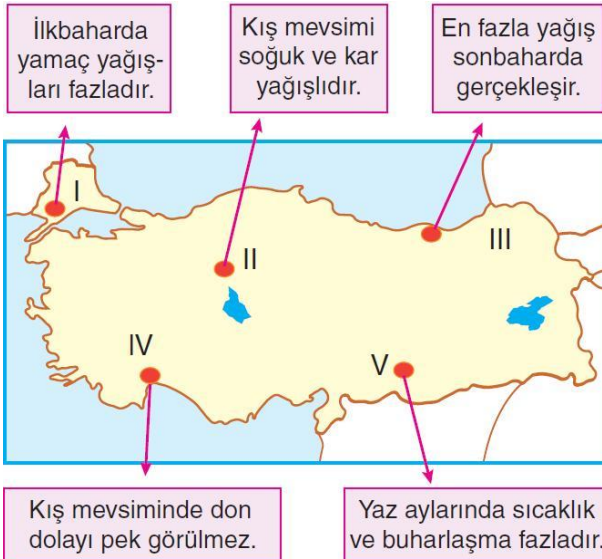 İlkbaharda
yamaç yağış-
ları fazladır.
Kış mevsimi
soğuk ve kar
yağışlıdır.
En fazla yağış
sonbaharda
gerçekleşir.
I
II
III
IV
V
Kış mevsiminde don
dolayı pek görülmez.
Yaz aylarında sıcaklık
ve buharlaşma fazladır.